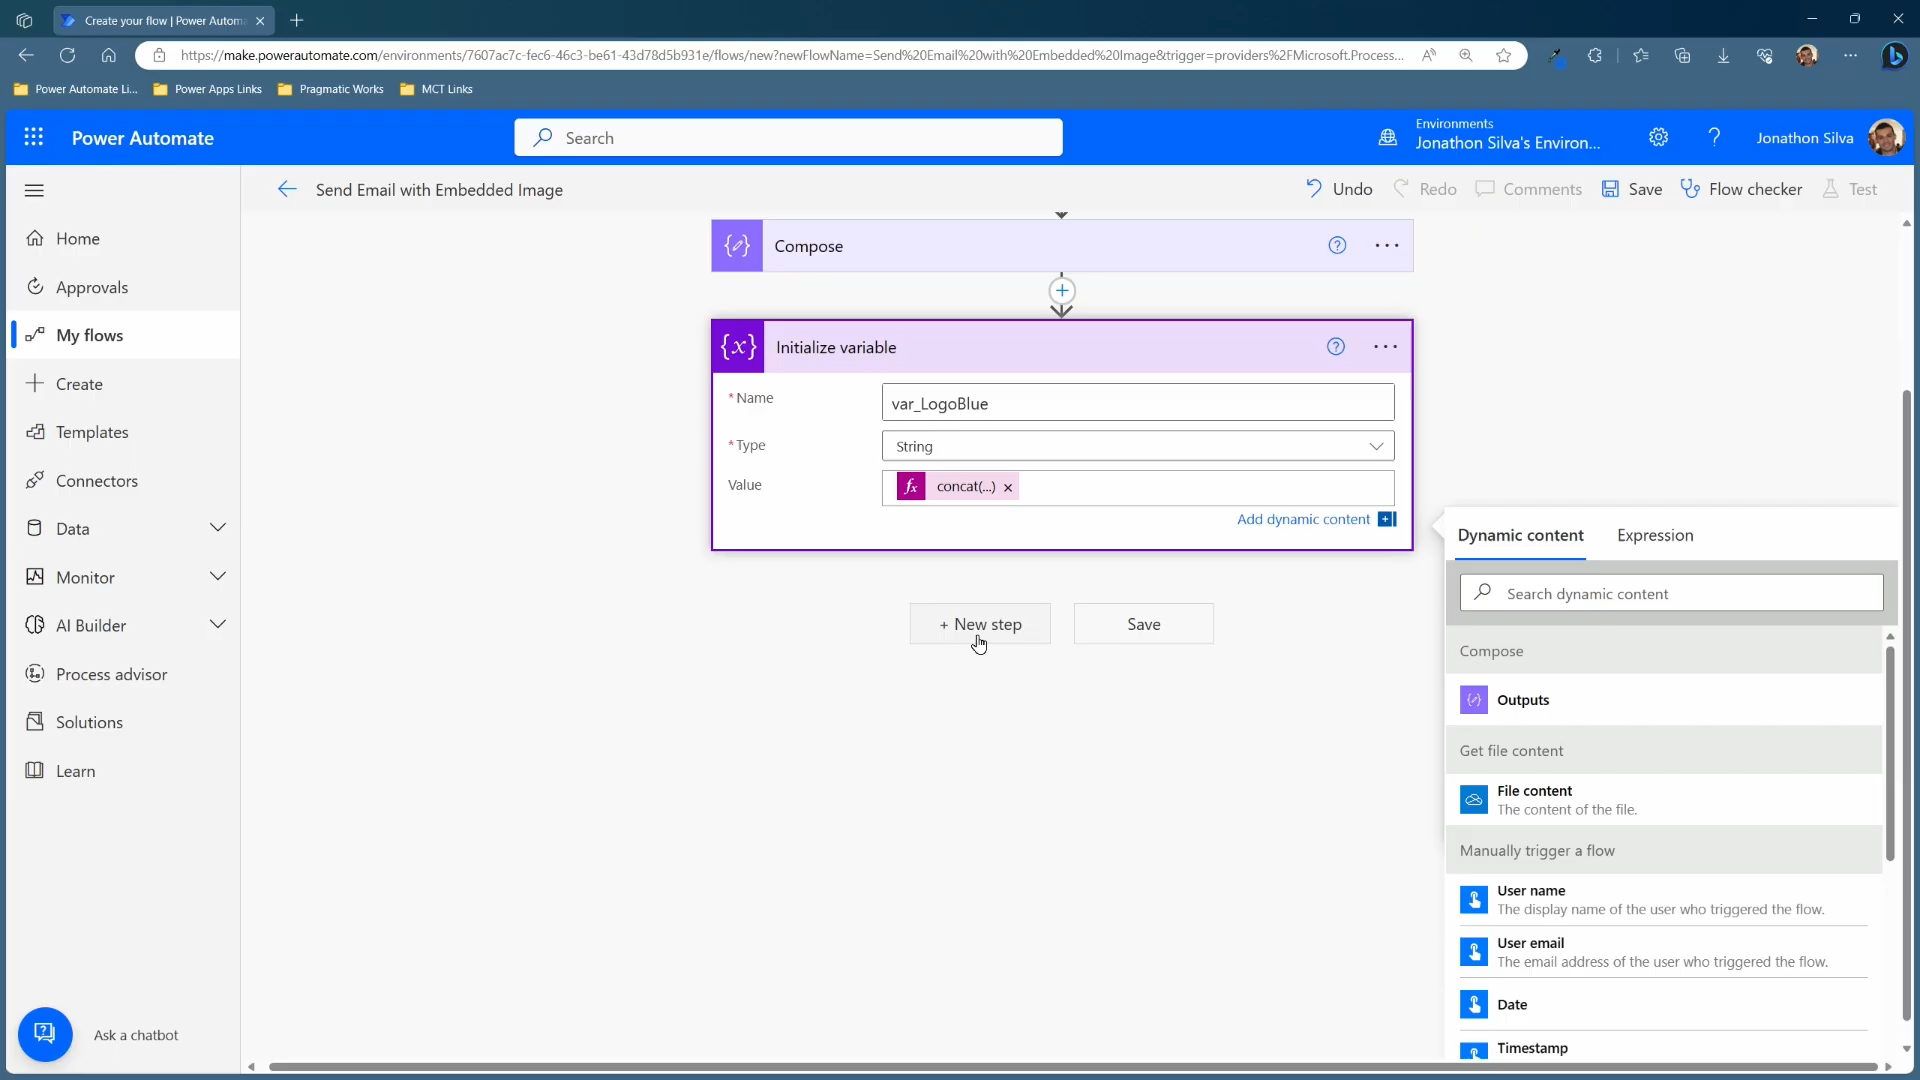 Create your flow | Power Autom
https://make.powerautomate.com/environments/7607ac7c-fec6-46c3-be61-43d78d5b931e/flows/new?newFlowName=Send%20Email%20with%20Embedded%20Image&trigger=providers%2FMicrosoft.Process...
Power Automate Li...
Power Apps Links
Pragmatic Works
MCT Links
Power Automate
Search
Environments
Jonathon Silva's Environ...
Jonathon Silva
Send Email with Embedded Image
Undo
Redo
Comments
Save
Flow checker
Test
Home
Approvals
My flows
Create
Templates
Connectors
Data
Monitor
AI Builder
Process advisor
Solutions
Learn
Ask a chatbot
Compose
{x} Initialize variable
* Name
var_LogoBlue
* Type
String
Value
fx concat(...) ×
Add dynamic content
+ New step
Save
Dynamic content
Expression
Search dynamic content
Compose
Outputs
Get file content
File content
The content of the file.
Manually trigger a flow
User name
The display name of the user who triggered the flow.
User email
The email address of the user who triggered the flow.
Date
Timestamp